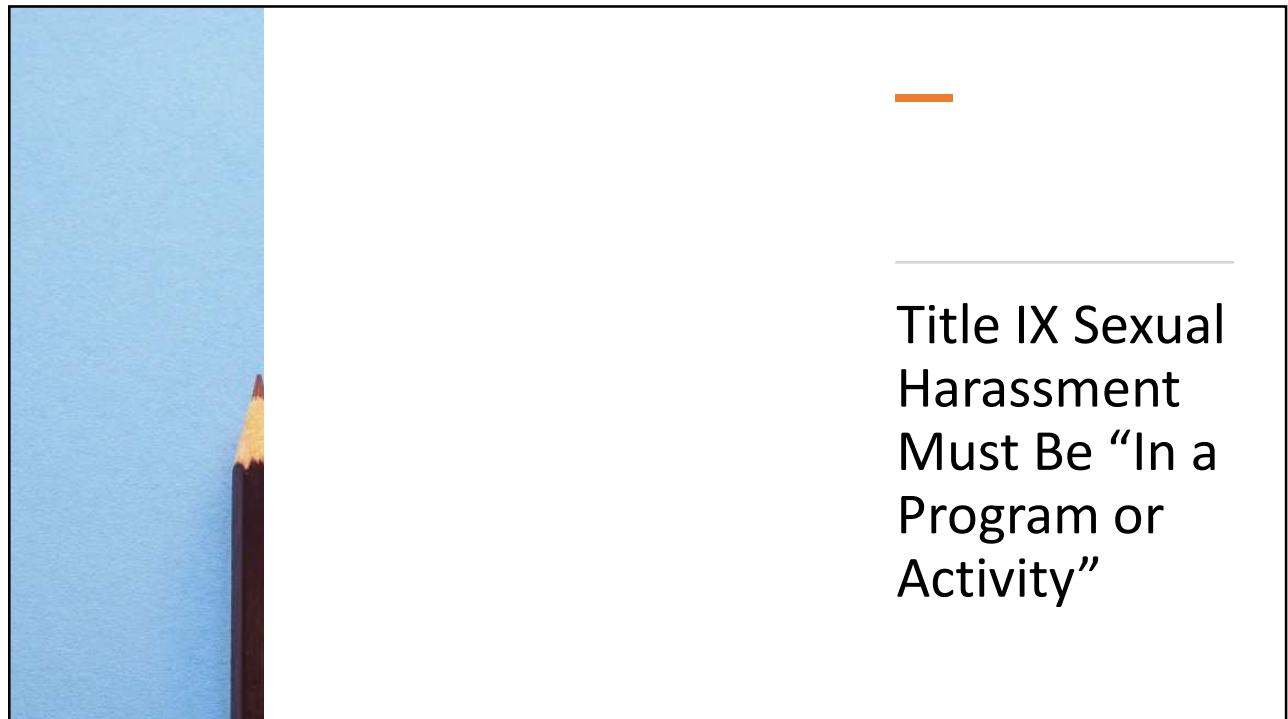 Title IX Sexual
Harassment
Must Be “In a
Program or
Activity”